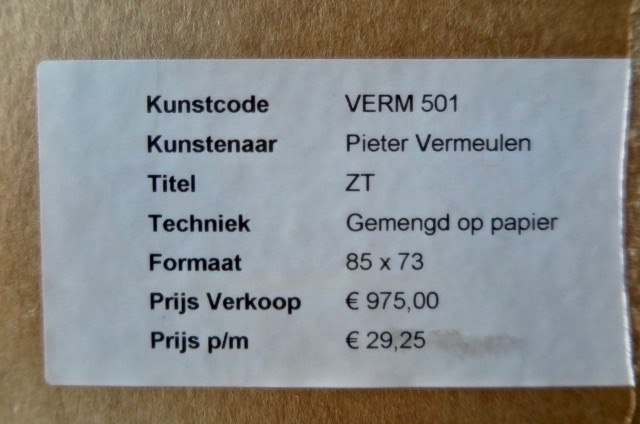 Kunstcode VERM 501
Kunstenaar Pieter Vermeulen
Titel ZT
Techniek Gemengd op papier
Formaat 85 x 73
Prijs Verkoop € 975,00
Prijs p/m € 29,25